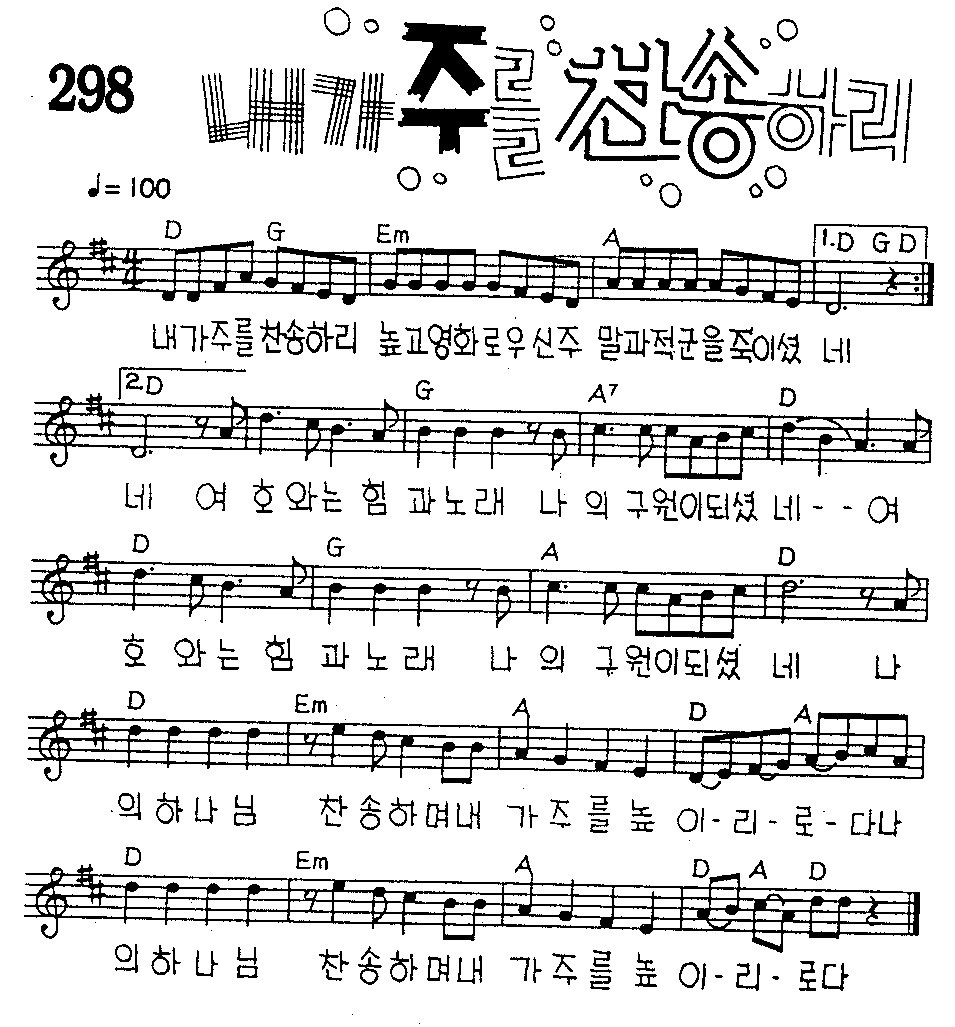 298 내가 주를 찬송하리
♩= 100
D G Em A 1.D G D
내가주를찬송하리 높고영화로우신주 말과적군을죽이셨 네
2.D G A7 D
네 여 호 와는 힘 과노래 나 의 구원이되셨 네 - - 여
D G A D
호 와는 힘 과 노 래 나 의 구원이되셨 네 나
D Em A D A
의 하 나 님 찬 송 하 며 내 가 주 를 높 이 - 리 - 로 - 다 나
D Em A D A D
의 하 나 님 찬 송 하 며 내 가 주 를 높 이 - 리 - 로다